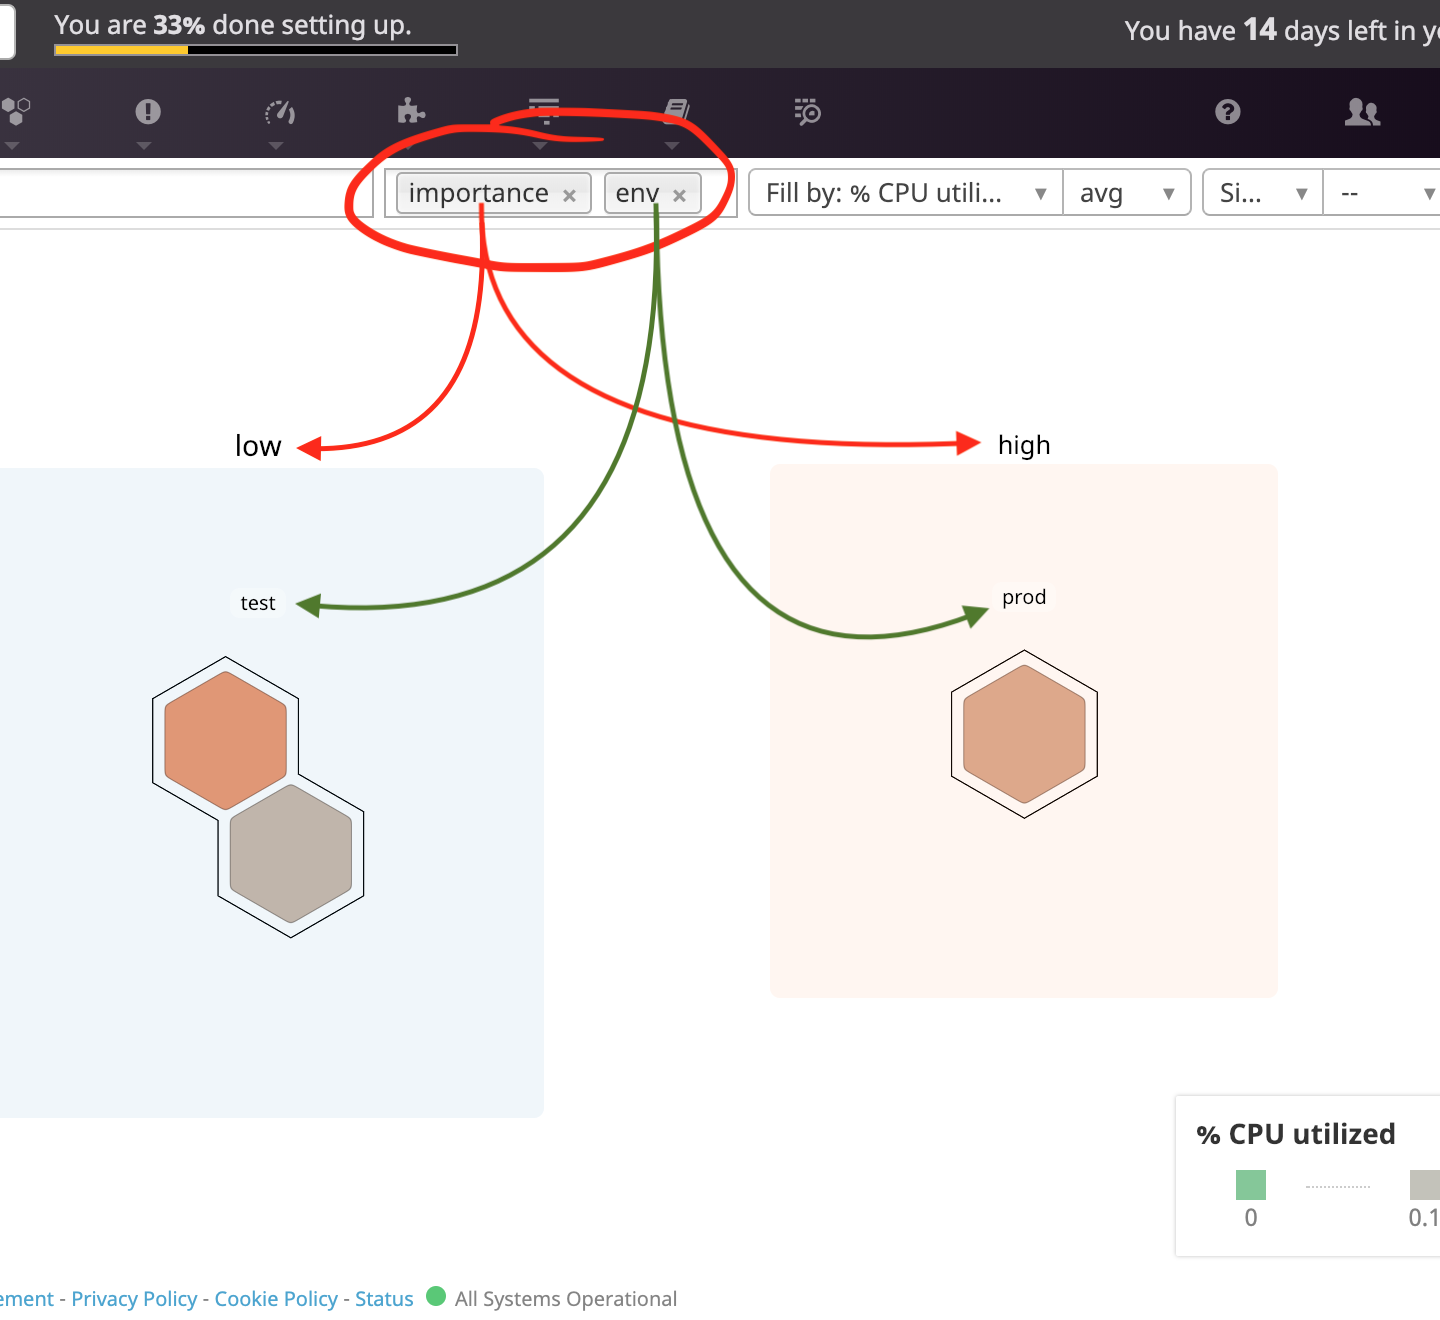 You are 33% done setting up.
You have 14 days left in y
importance × env × Fill by: % CPU utili... ▼ avg ▼ Si... ▼ -- ▼
low
high
test
prod
% CPU utilized
0
0.1
ement - Privacy Policy - Cookie Policy - Status All Systems Operational